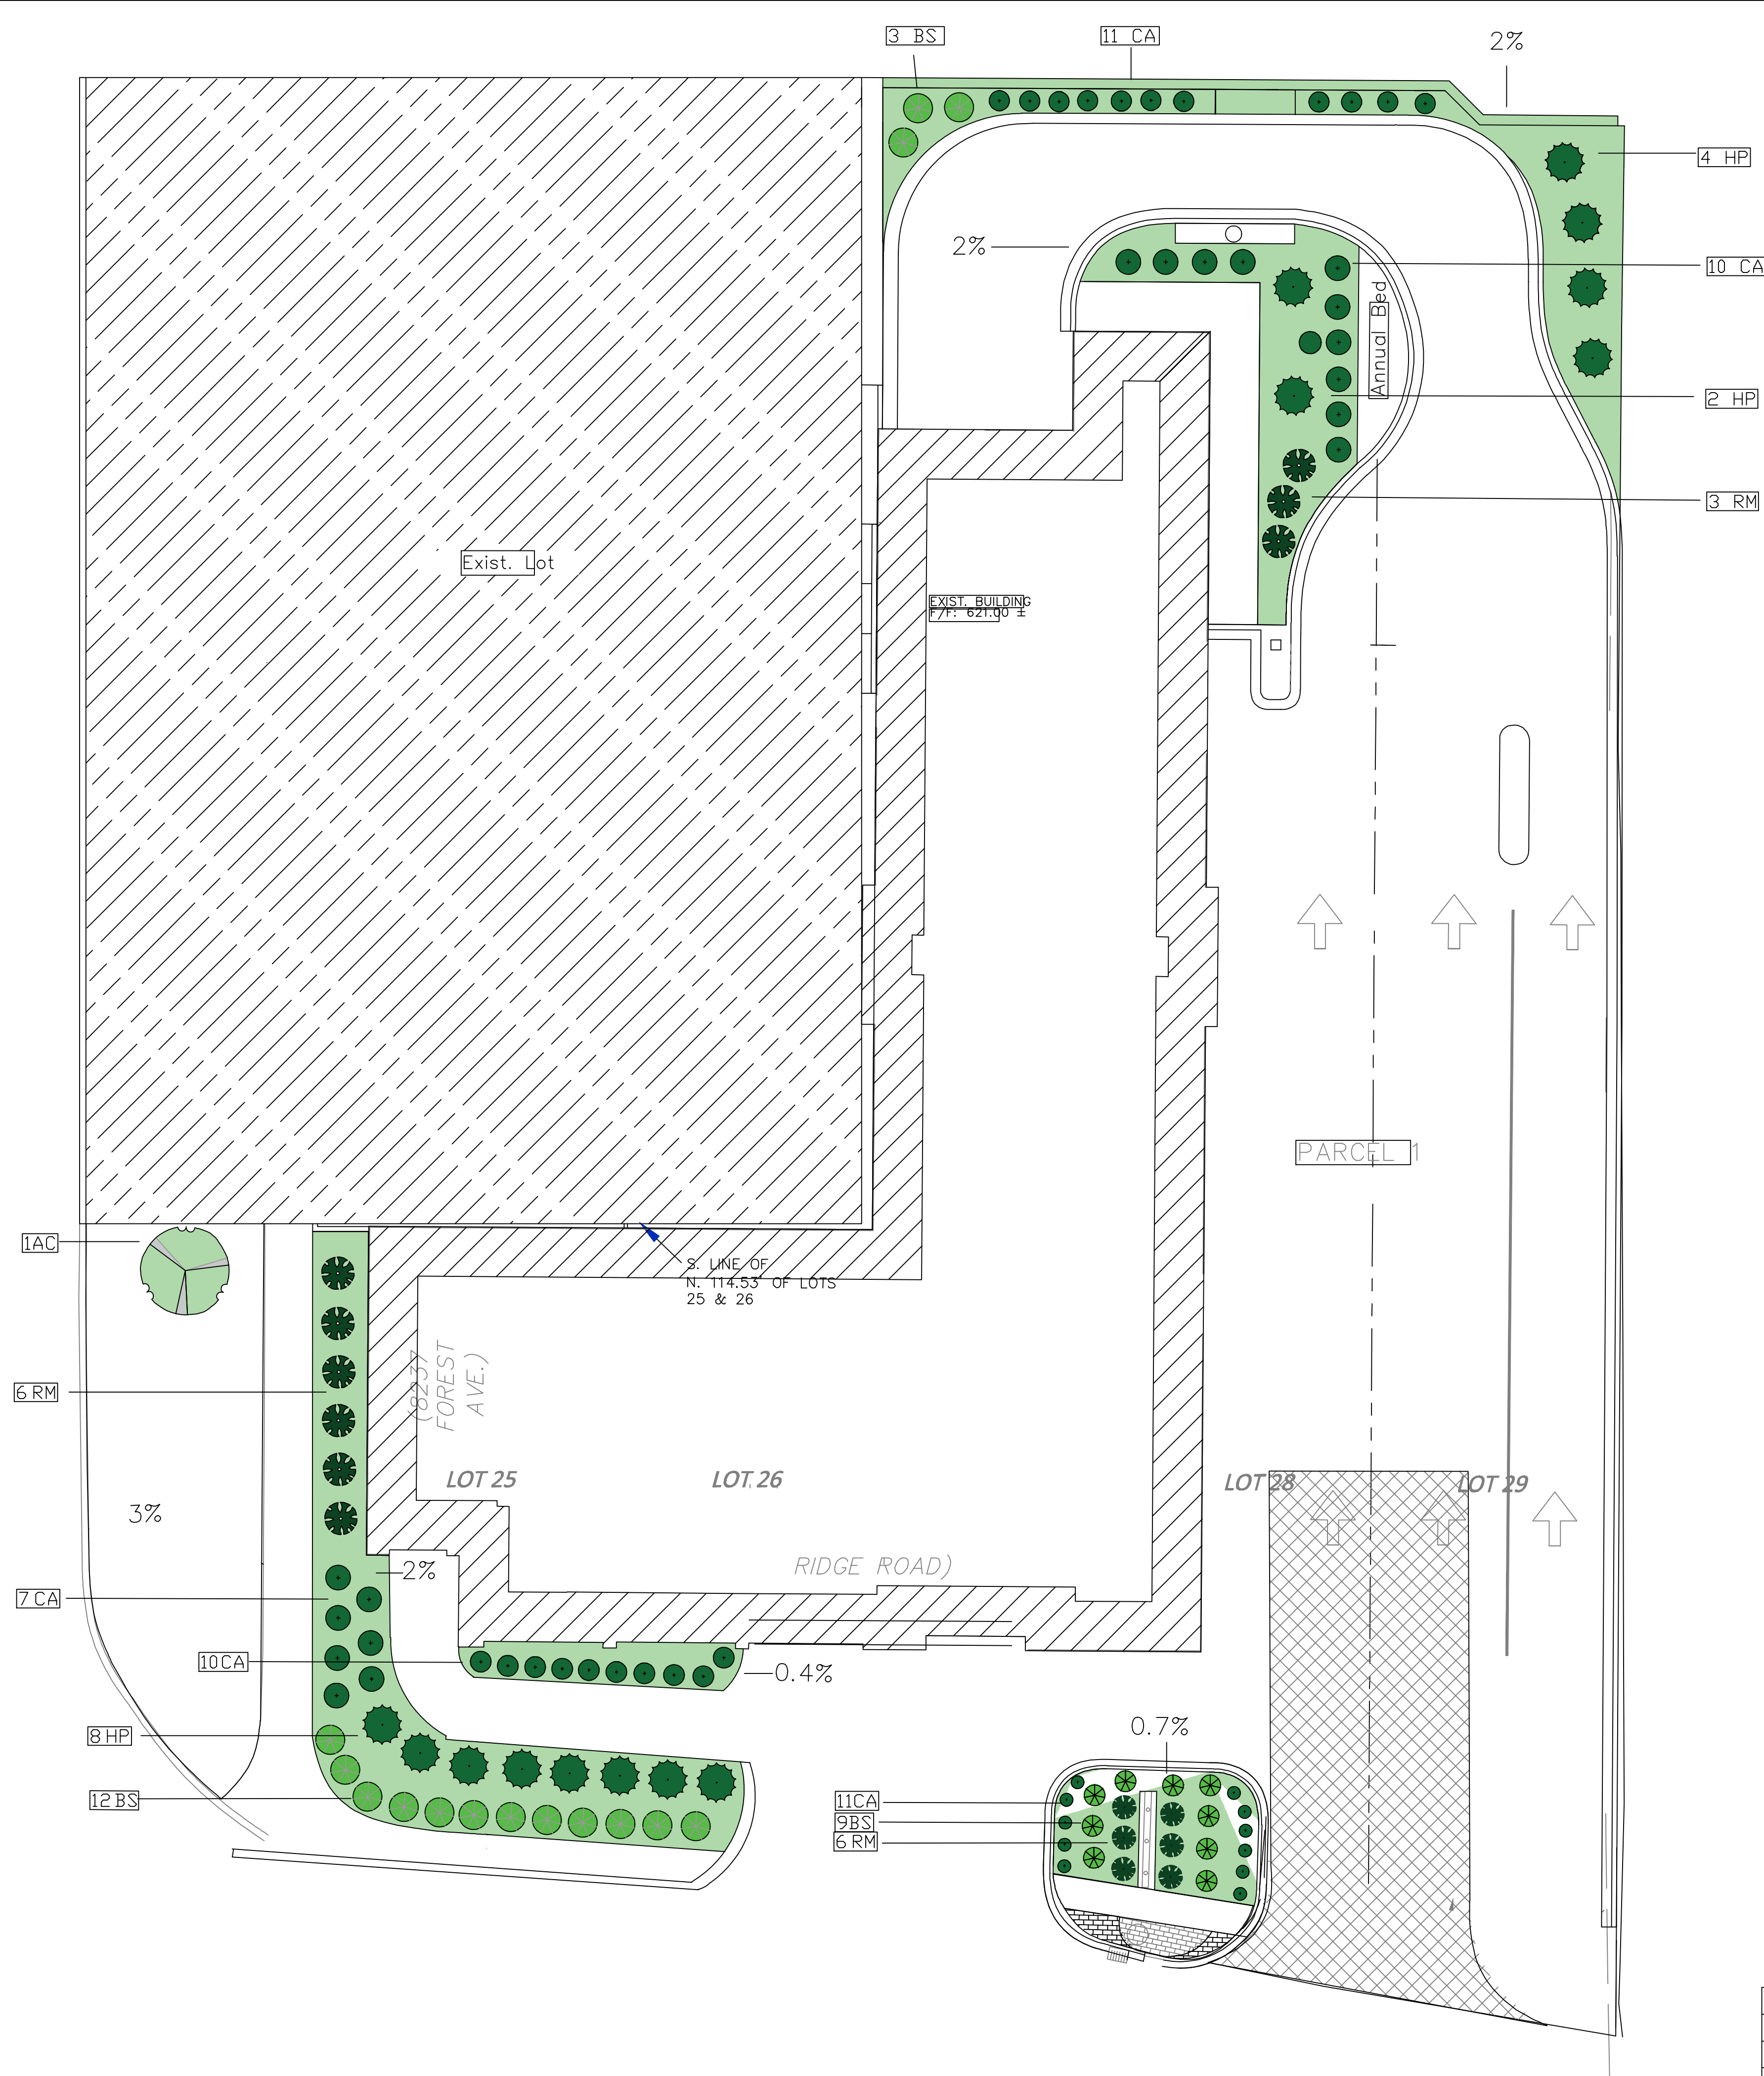 3 BS
11 CA
2%
4 HP
2%
10 CA
Annual Bed
2 HP
3 RM
Exist. Lot
EXIST. BUILDING
F/F: 621.00 ±
PARCEL 1
1AC
S. LINE OF
N. 114.53' OF LOTS
25 & 26
(8237
FOREST
AVE.)
6 RM
LOT 25
LOT 26
LOT 28
LOT 29
3%
RIDGE ROAD)
2%
7 CA
10CA
0.4%
8 HP
0.7%
12 BS
11CA
9BS
6 RM